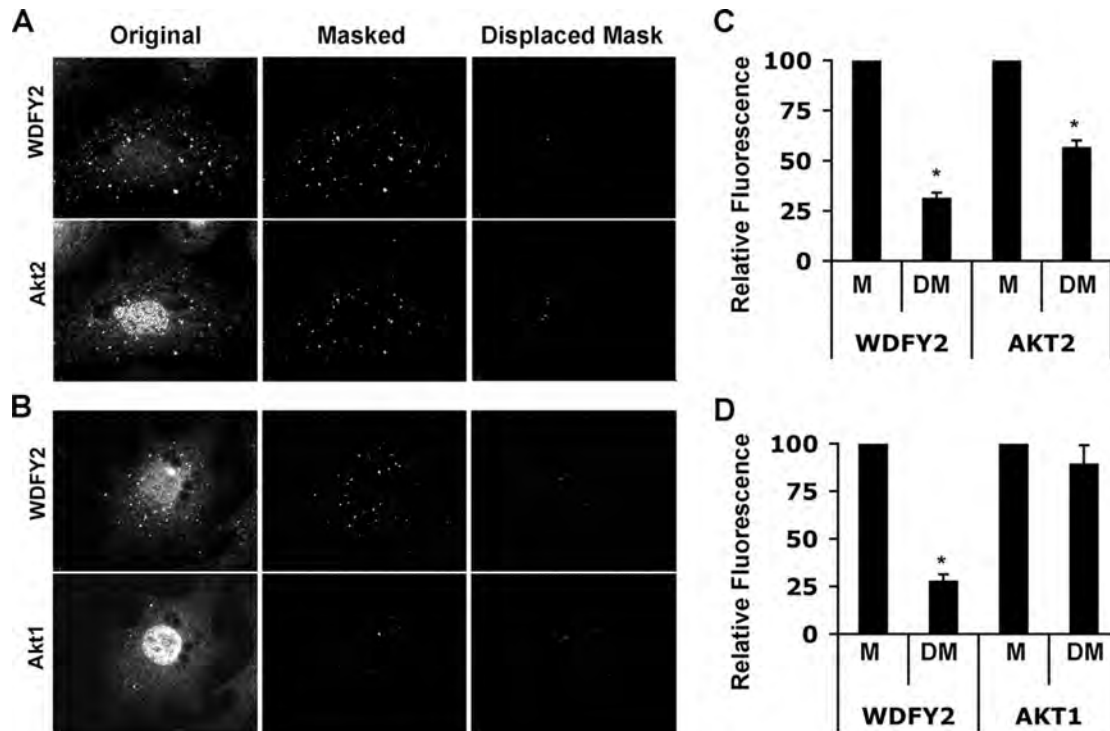 A
Original Masked Displaced Mask
WDFY2
Akt2
B
WDFY2
Akt1
C
Relative Fluorescence
100
75
50
25
0
*
*
M DM M DM
WDFY2 AKT2
D
Relative Fluorescence
100
75
50
25
0
*
M DM M DM
WDFY2 AKT1